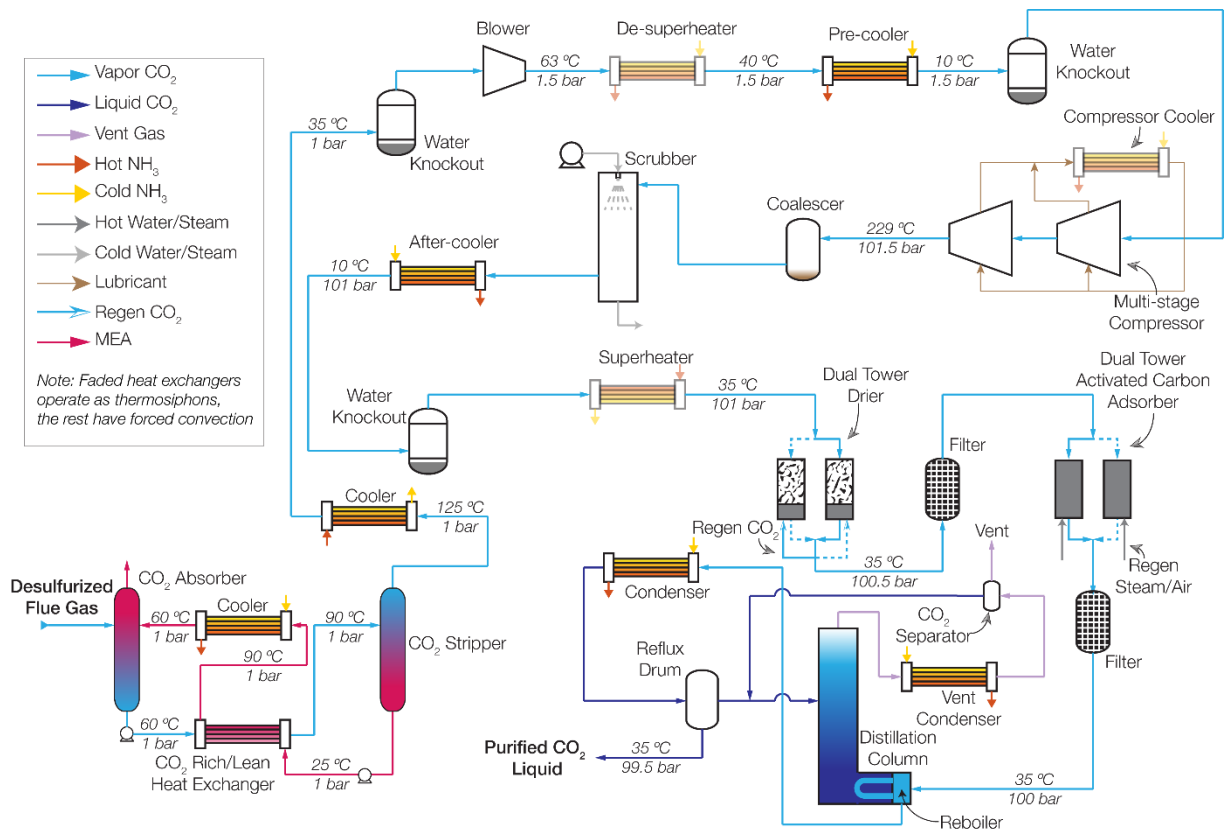 Vapor CO₂
Liquid CO₂
Vent Gas
Hot NH₃
Cold NH₃
Hot Water/Steam
Cold Water/Steam
Lubricant
Regen CO₂
MEA
Note: Faded heat exchangers
operate as thermosiphons,
the rest have forced convection
35 ºC
1 bar
Water
Knockout
Blower
63 ºC
1.5 bar
De-superheater
40 ºC
1.5 bar
Pre-cooler
10 ºC
1.5 bar
Water
Knockout
Compressor Cooler
Multi-stage
Compressor
229 ºC
101.5 bar
Coalescer
Scrubber
After-cooler
10 ºC
101 bar
Water
Knockout
Superheater
35 ºC
101 bar
Dual Tower
Drier
Regen CO₂
35 ºC
100.5 bar
Filter
Dual Tower
Activated Carbon
Adsorber
Regen
Steam/Air
Filter
35 ºC
100 bar
Reboiler
Distillation
Column
Vent
Condenser
CO₂
Separator
Vent
Condenser
Reflux
Drum
35 ºC
99.5 bar
Purified CO₂
Liquid
Cooler
125 ºC
1 bar
Desulfurized
Flue Gas
CO₂ Absorber
60 ºC
1 bar
Cooler
90 ºC
1 bar
90 ºC
1 bar
CO₂ Stripper
60 ºC
1 bar
CO₂ Rich/Lean
Heat Exchanger
25 ºC
1 bar